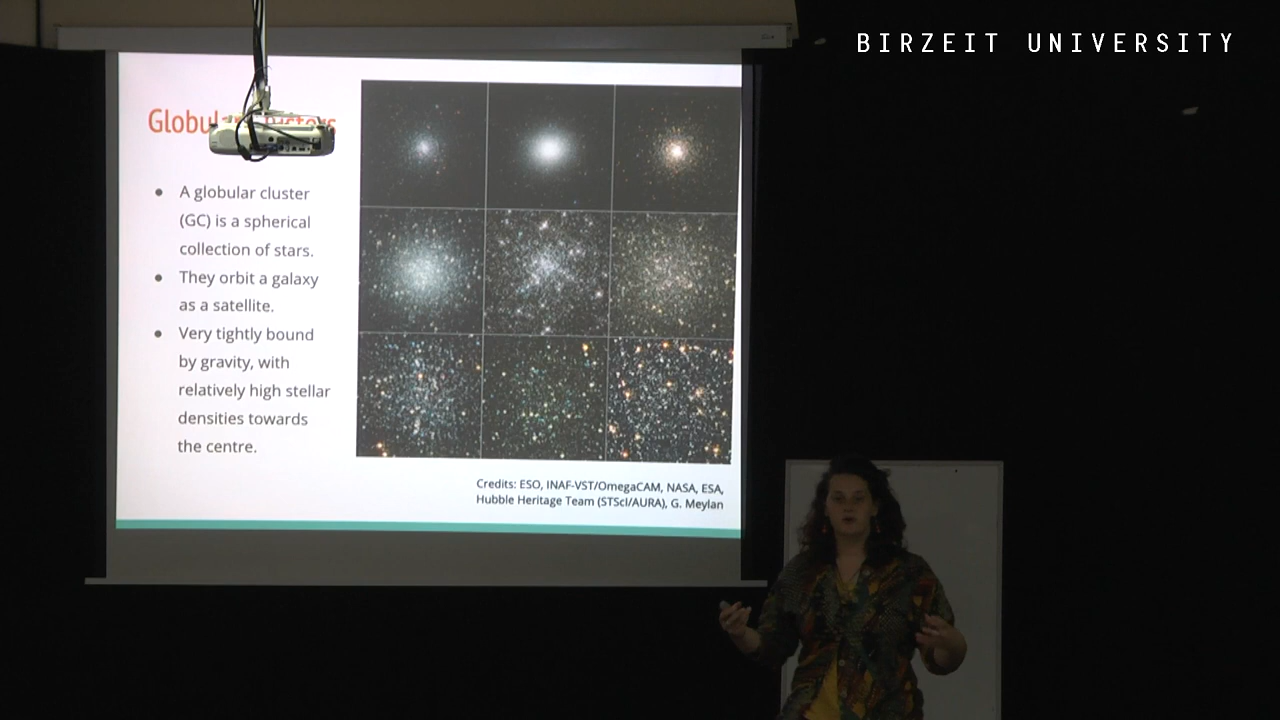 BIRZEIT UNIVERSITY
● A globular cluster
(GC) is a spherical
collection of stars.
● They orbit a galaxy
as a satellite.
● Very tightly bound
by gravity, with
relatively high stellar
densities towards
the centre.
Credits: ESO, INAF-VST/OmegaCAM, NASA, ESA,
Hubble Heritage Team (STScI/AURA), G. Meylan